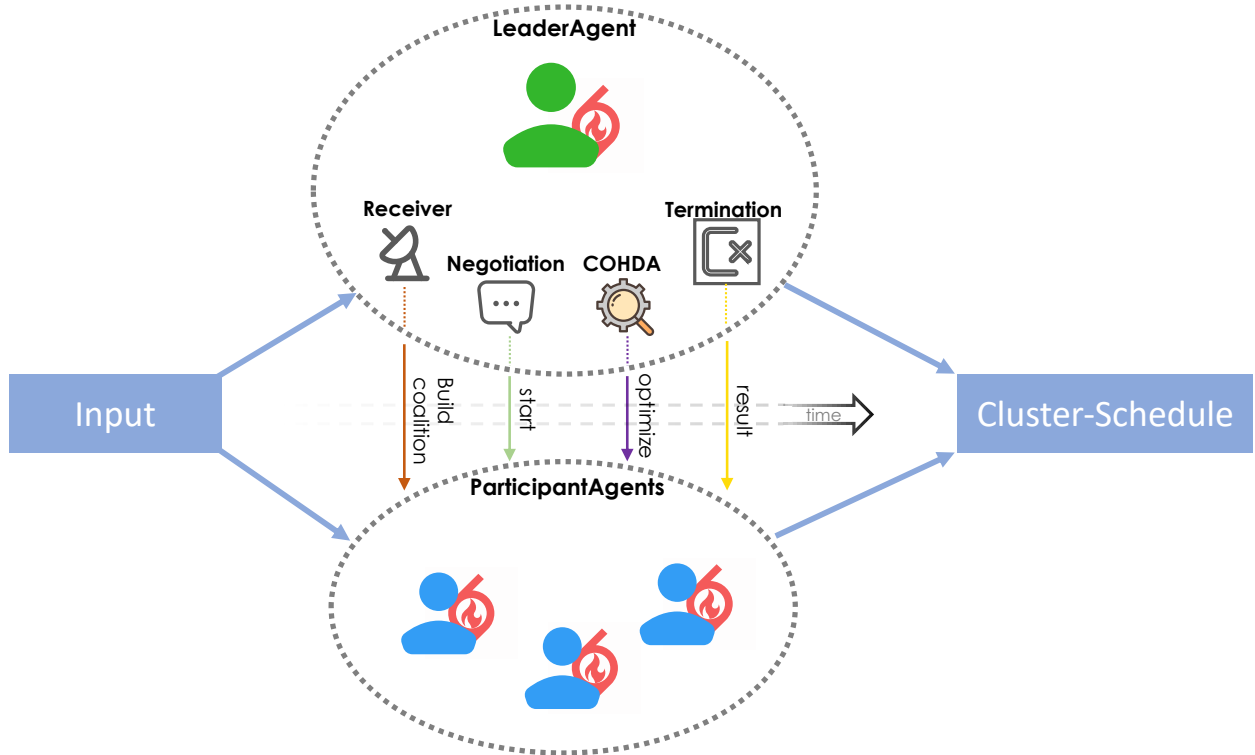 LeaderAgent
Receiver
Termination
Negotiation
COHDA
Build
coalition
start
optimize
result
Input
time
Cluster-Schedule
ParticipantAgents